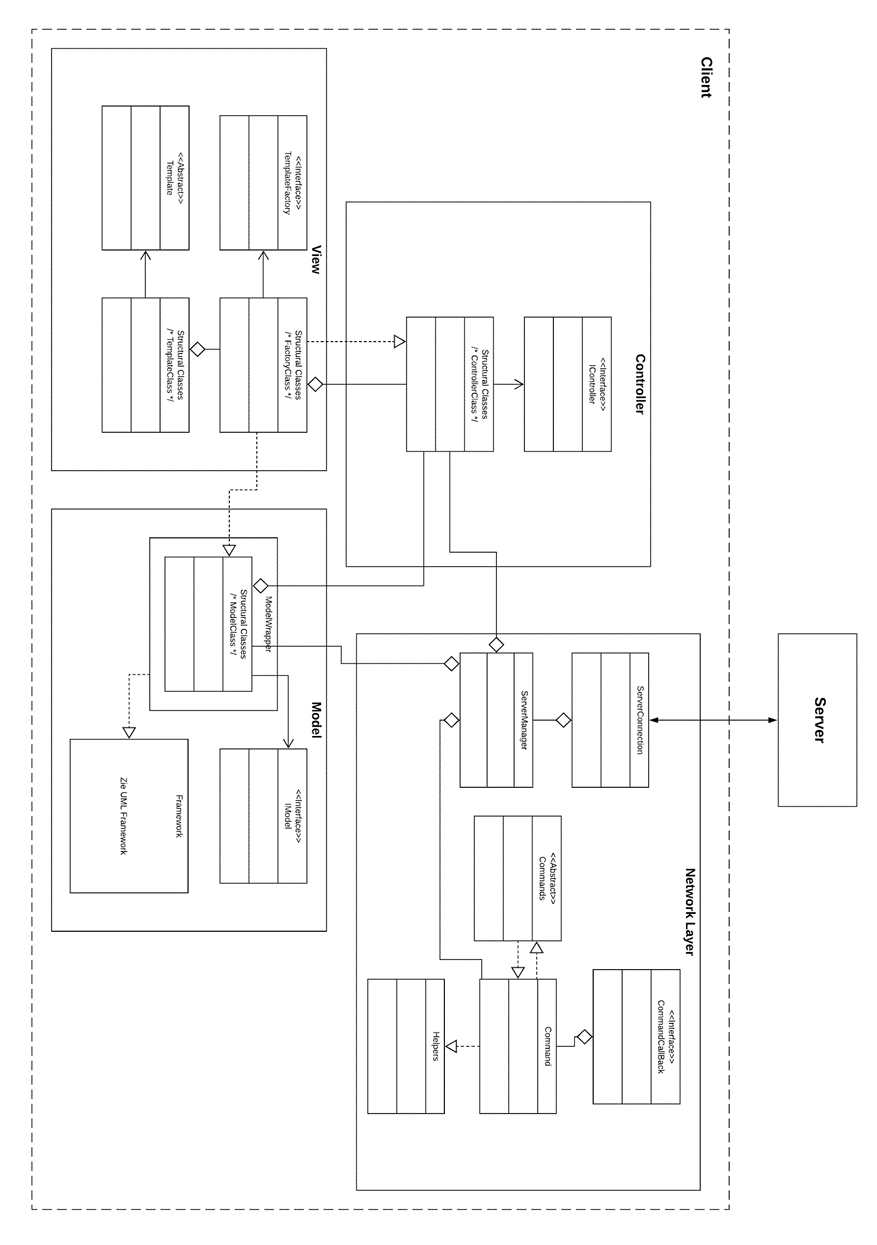 Client
Server
Controller
<<Interface>>
IController
Structural Classes
/* ControllerClass */
View
<<Interface>>
TemplateFactory
<<Abstract>>
Template
Structural Classes
/* FactoryClass */
Structural Classes
/* TemplateClass */
Network Layer
ServerConnection
ServerManager
<<Abstract>>
Commands
<<Interface>>
CommandCallBack
Command
Helpers
Model
ModelWrapper
Structural Classes
/* ModelClass */
<<Interface>>
IModel
Framework
Zie UML Framework